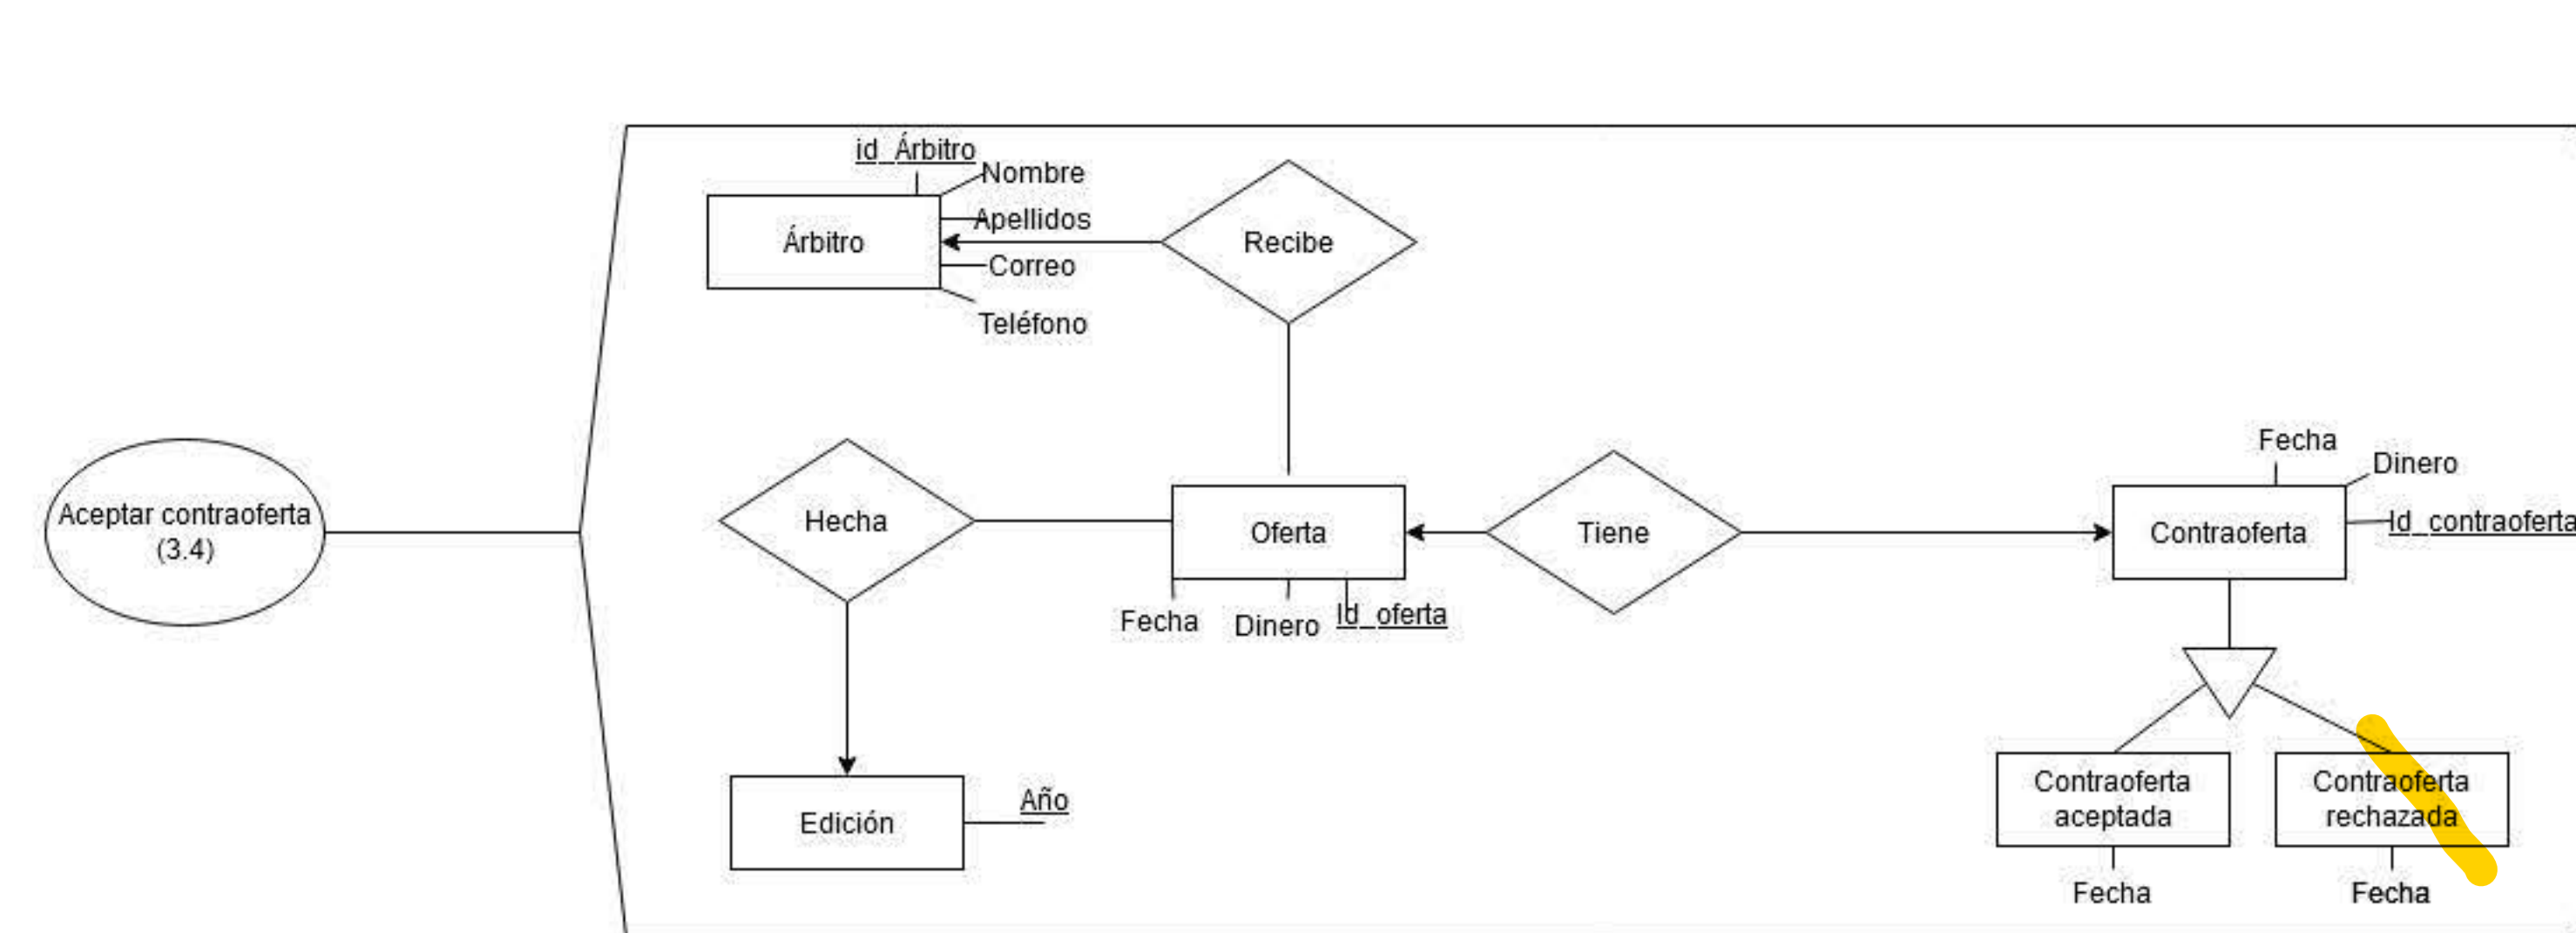 id_Árbitro
Nombre
Apellidos
Árbitro
Recibe
Correo
Teléfono
Aceptar contraoferta
(3.4)
Hecha
Oferta
Tiene
Fecha
Dinero
Contraoferta
Id_contraoferta
Fecha
Dinero
Id_oferta
Edición
Año
Contraoferta
aceptada
Contraoferta
rechazada
Fecha
Fecha